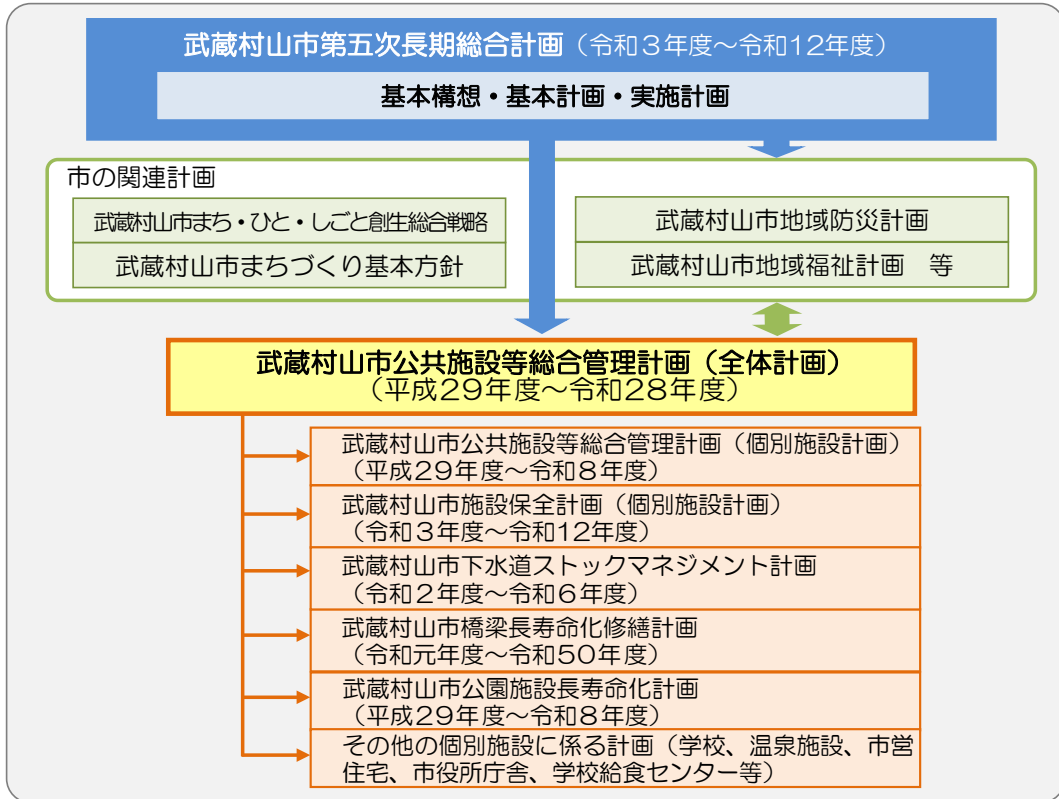 武蔵村山市第五次長期総合計画（令和３年度～令和12年度）
基本構想・基本計画・実施計画
市の関連計画
武蔵村山市まち・ひと・しごと創生総合戦略
武蔵村山市まちづくり基本方針
武蔵村山市地域防災計画
武蔵村山市地域福祉計画　等
武蔵村山市公共施設等総合管理計画（全体計画）
（平成29年度～令和28年度）
武蔵村山市公共施設等総合管理計画（個別施設計画）
（平成29年度～令和８年度）
武蔵村山市施設保全計画（個別施設計画）
（令和３年度～令和12年度）
武蔵村山市下水道ストックマネジメント計画
（令和２年度～令和６年度）
武蔵村山市橋梁長寿命化修繕計画
（令和元年度～令和50年度）
武蔵村山市公園施設長寿命化計画
（平成29年度～令和８年度）
その他の個別施設に係る計画（学校、温泉施設、市営
住宅、市役所庁舎、学校給食センター等）